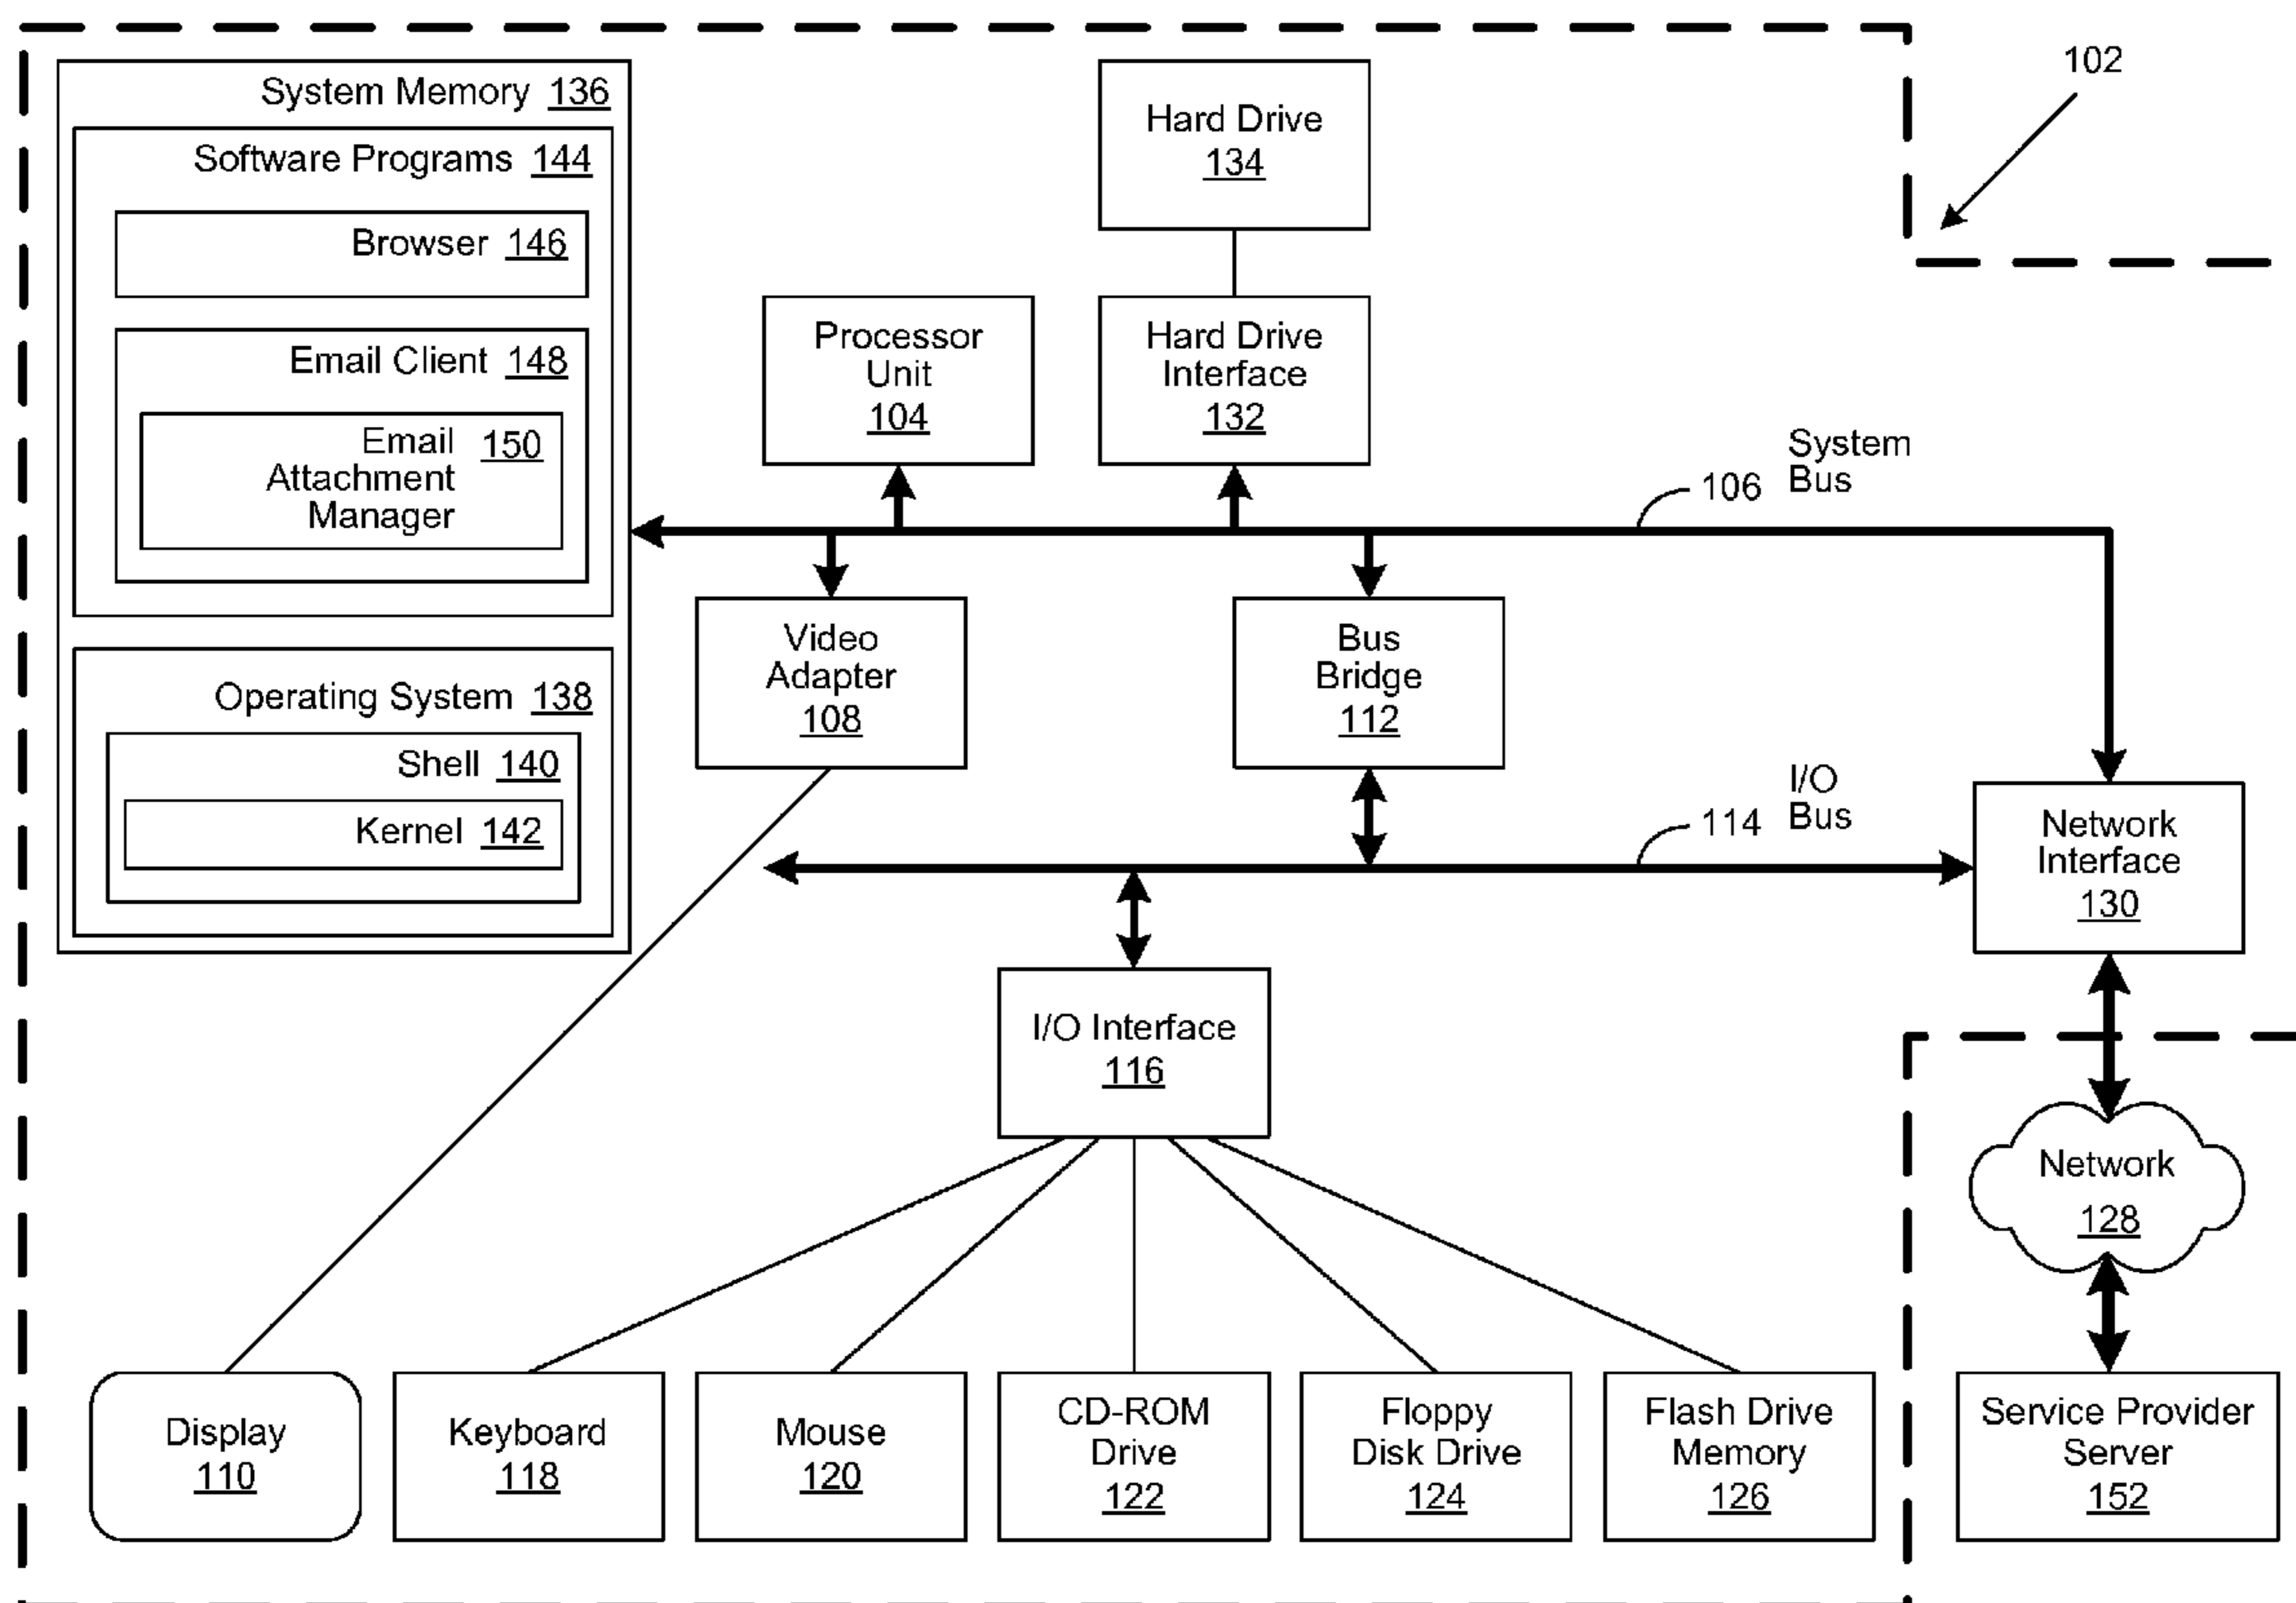 102
System Memory 136
Software Programs 144
Browser 146
Email Client 148
Email 150
Attachment
Manager
Operating System 138
Shell 140
Kernel 142
Hard Drive
134
Processor
Unit
104
Hard Drive
Interface
132
106 System
Bus
Video
Adapter
108
Bus
Bridge
112
114 I/O
Bus
Network
Interface
130
I/O Interface
116
Network
128
Display
110
Keyboard
118
Mouse
120
CD-ROM
Drive
122
Floppy
Disk Drive
124
Flash Drive
Memory
126
Service Provider
Server
152